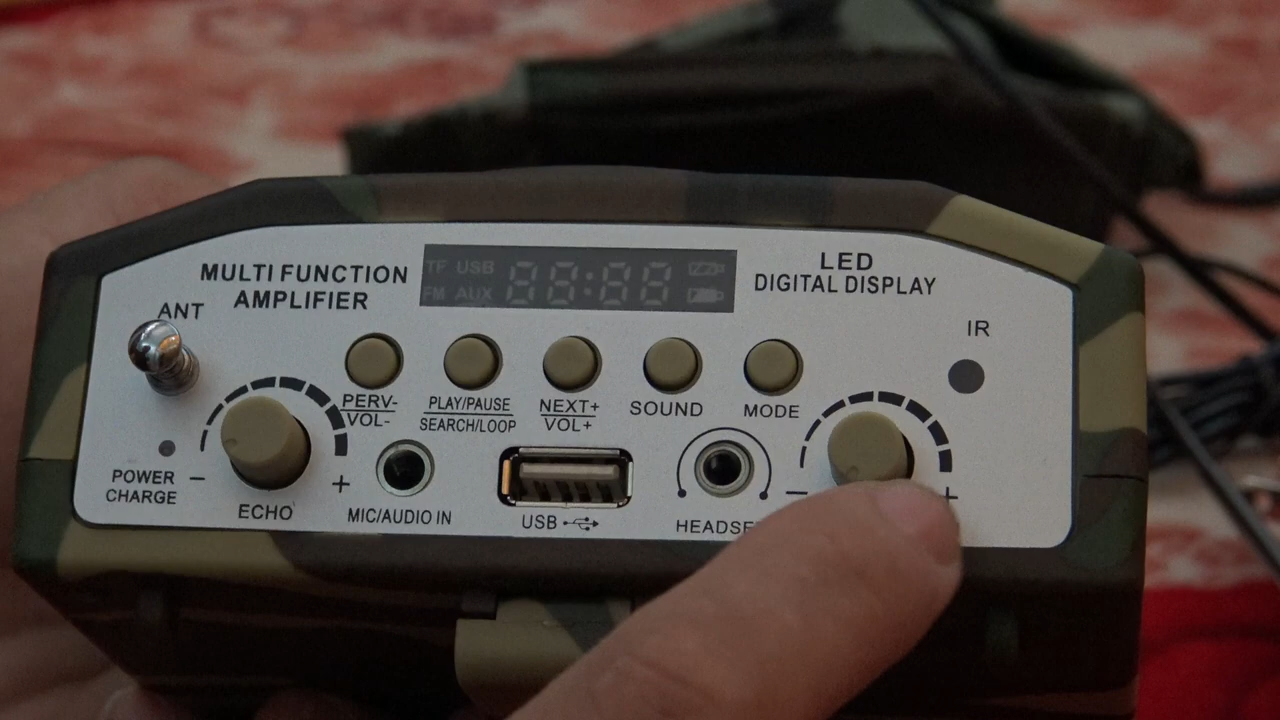 MULTI FUNCTION
AMPLIFIER
TF USB 88:88
FM AUX
LED
DIGITAL DISPLAY
ANT
IR
PERV-
VOL-
PLAY/PAUSE
SEARCH/LOOP
NEXT+
VOL+
SOUND
MODE
POWER
CHARGE
- +
ECHO
MIC/AUDIO IN
USB
HEADSE
- +